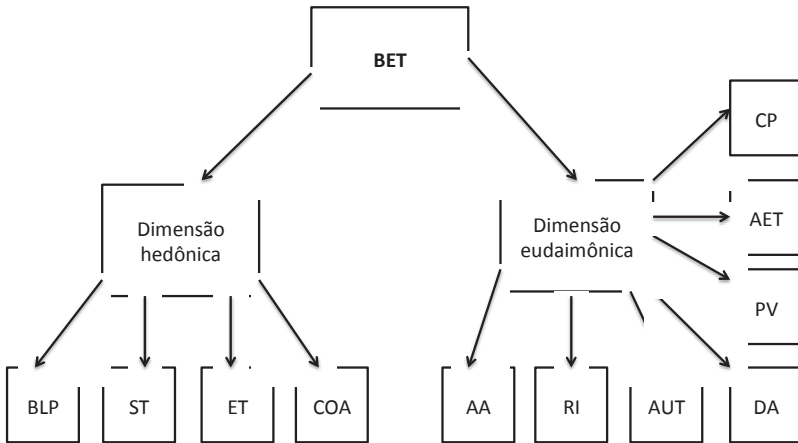 BET
CP
Dimensão
hedônica
Dimensão
eudaimônica
AET
PV
BLP
ST
ET
COA
AA
RI
AUT
DA